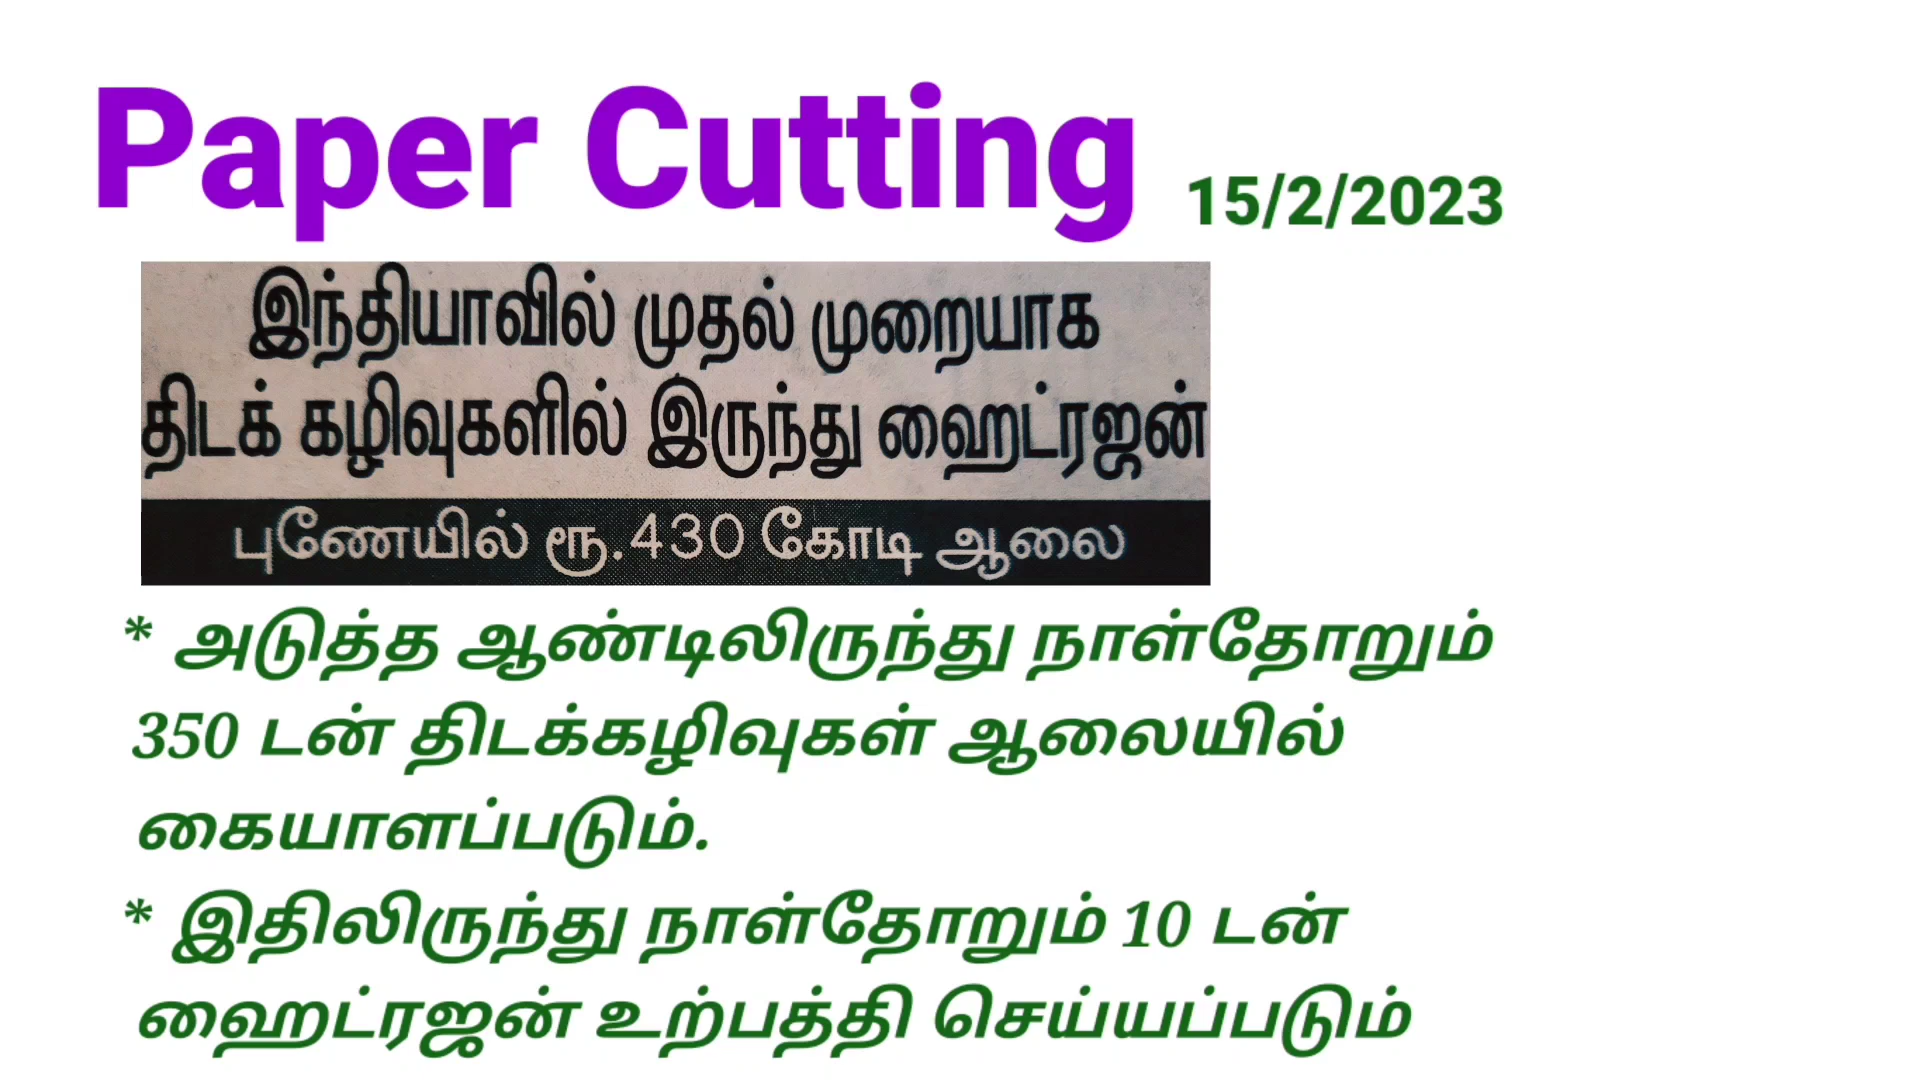 Paper Cutting 15/2/2023
இந்தியாவில் முதல் முறையாக
திடக் கழிவுகளில் இருந்து ஹைட்ரஜன்
புணேயில் ரூ.430 கோடி ஆலை
* அடுத்த ஆண்டிலிருந்து நாள்தோறும்
350 டன் திடக்கழிவுகள் ஆலையில்
கையாளப்படும்.
* இதிலிருந்து நாள்தோறும் 10 டன்
ஹைட்ரஜன் உற்பத்தி செய்யப்படும்